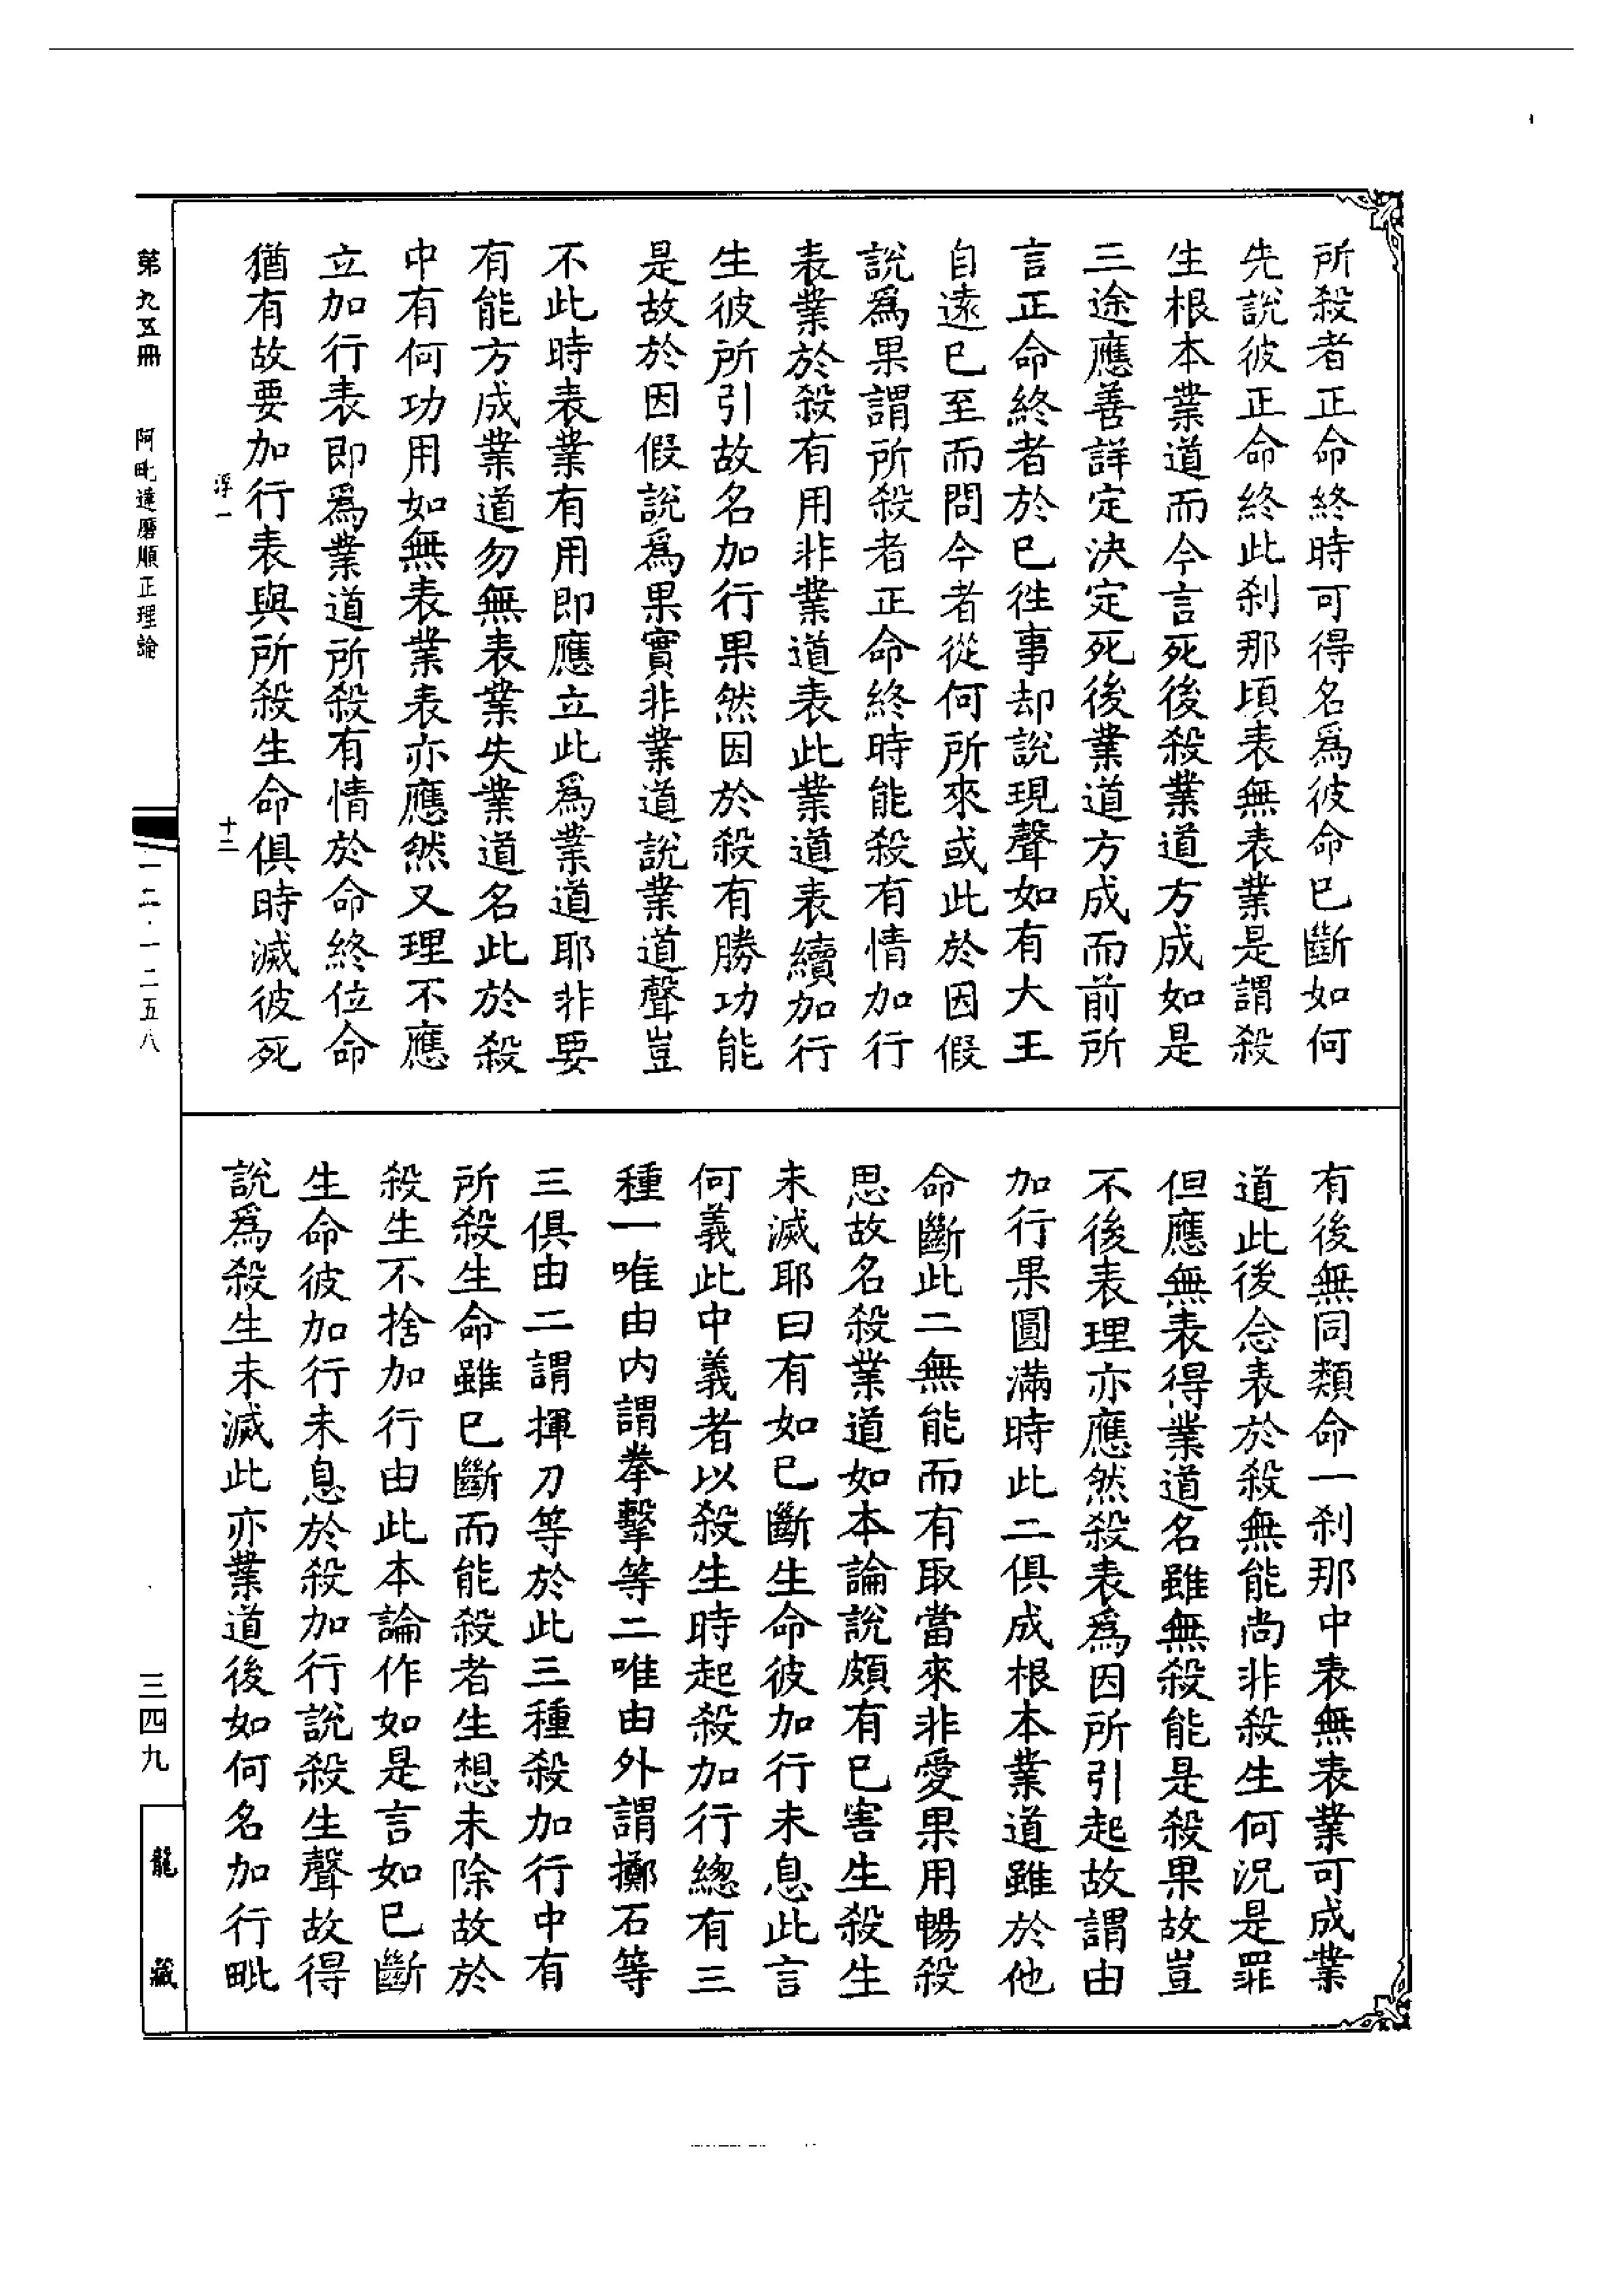 所殺者正命終時可得名爲彼命已斷如何
先說彼正命終此刹那頃表無表業是謂殺
生根本業道而今言死後殺業道方成如是
三途應善詳定決定死後業道方成而前所
言正命終者於已徃事却說現聲如有大王
自遠已至而問今者從何所來或此於因假
說爲果謂所殺者正命終時能殺有情加行
表業於殺有用非業道表此業道表續加行
生彼所引故名加行果然因於殺有勝功能
是故於因假說爲果實非業道說業道聲豈
不此時表業有用即應立此爲業道耶非要
有能方成業道勿無表業失業道名此於殺
中有何功用如無表業表亦應然又理不應
立加行表即爲業道所殺有情於命終位命
猶有故要加行表與所殺生命俱時滅彼死
有後無同類命一刹那中表無表業可成業
道此後念表於殺無能尚非殺生何況是罪
但應無表得業道名雖無殺能是殺果故豈
不後表理亦應然殺表爲因所引起故謂由
加行果圓滿時此二俱成根本業道雖於他
命斷此二無能而有取當來非愛果用暢殺
思故名殺業道如本論說頗有已害生殺生
未滅耶曰有如已斷生命彼加行未息此言
何義此中義者以殺生時起殺加行總有三
種一唯由內謂拳擊等二唯由外謂擲石等
三俱由二謂揮刀等於此三種殺加行中有
所殺生命雖已斷而能殺者生想未除故於
殺生不捨加行由此本論作如是言如已斷
生命彼加行未息於殺加行說殺生聲故得
說爲殺生未滅此亦業道後如何名加行毗
浮一 十二
第九五冊 阿毗達磨順正理論 一二·一二五八 三四九
龍藏